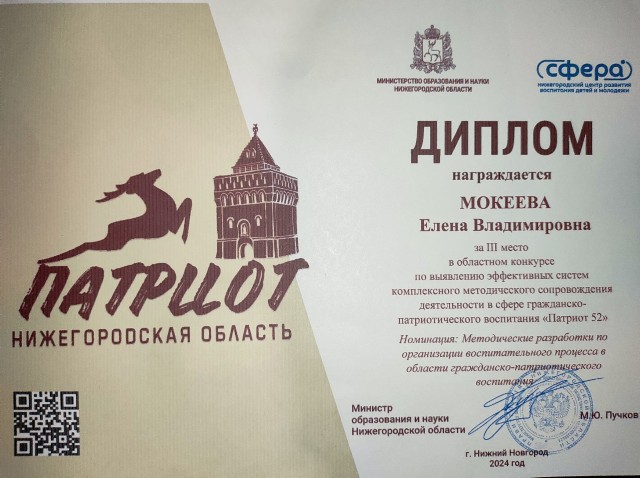 МИНИСТЕРСТВО ОБРАЗОВАНИЯ И НАУКИ
НИЖЕГОРОДСКОЙ ОБЛАСТИ
сфера
нижегородский центр развития
воспитания детей и молодежи
ДИПЛОМ
награждается
МОКЕЕВА
Елена Владимировна
за III место
в областном конкурсе
по выявлению эффективных систем
комплексного методического сопровождения
деятельности в сфере гражданско-
патриотического воспитания «Патриот 52»
Номинация: Методические разработки по
организации воспитательного процесса в
области гражданско-патриотического
воспитания
Министр
образования и науки
Нижегородской области
М.Ю. Пучков
г. Нижний Новгород
2024 год
ПАТРИОТ
НИЖЕГОРОДСКАЯ ОБЛАСТЬ